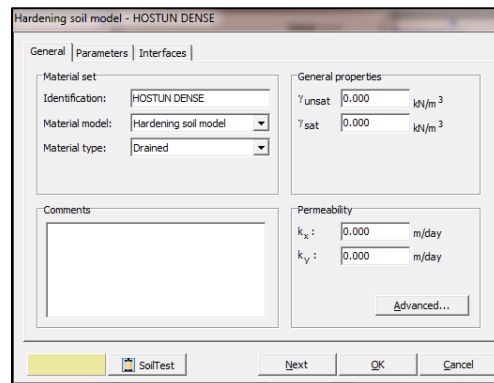 Hardening soil model - HOSTUN DENSE
General Parameters Interfaces
Material set
Identification: HOSTUN DENSE
Material model: Hardening soil model
Material type: Drained
General properties
γunsat 0.000 kN/m 3
γsat 0.000 kN/m 3
Comments
Permeability
kx : 0.000 m/day
ky : 0.000 m/day
Advanced...
SoilTest Next OK Cancel